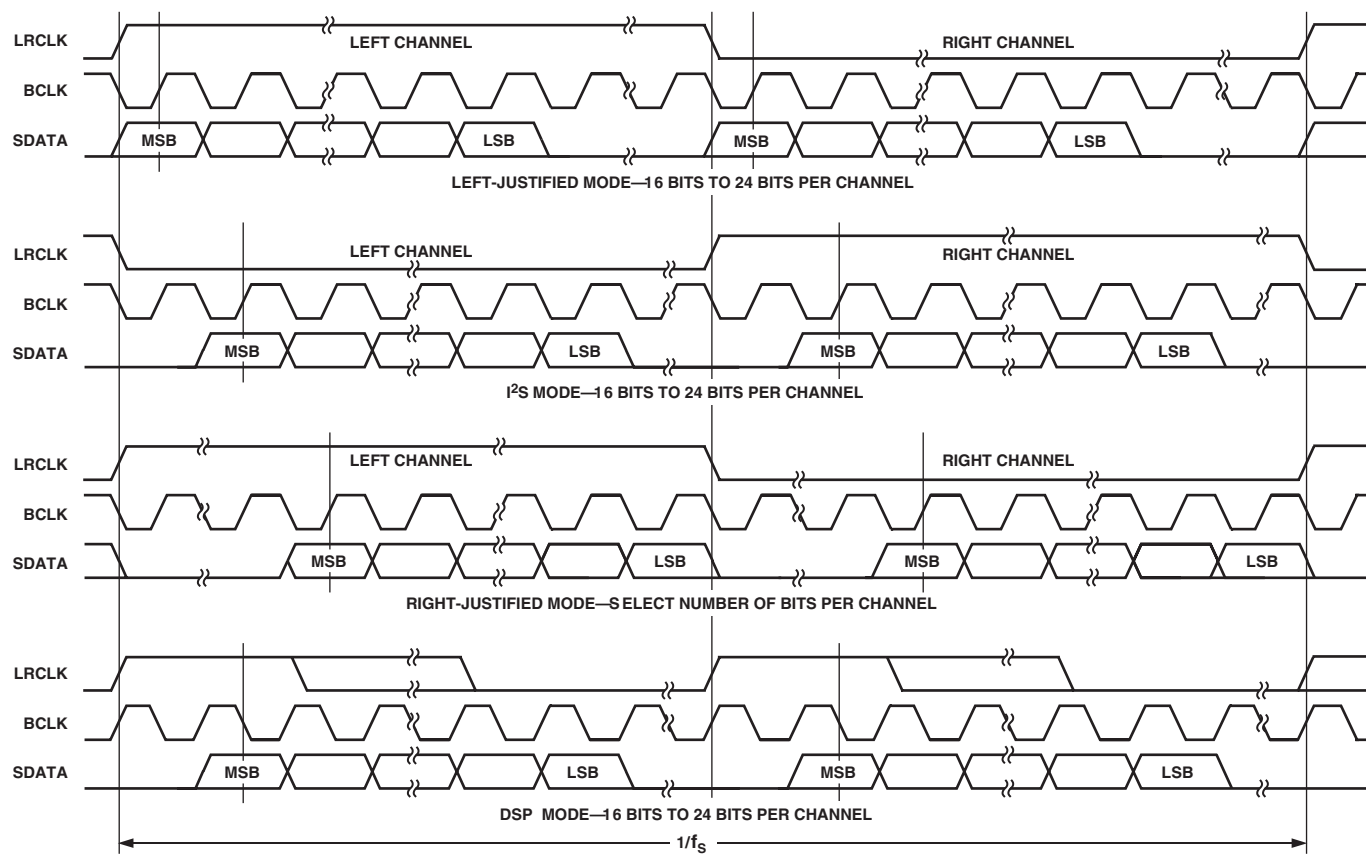 LRCLK LEFT CHANNEL RIGHT CHANNEL
BCLK
SDATA MSB LSB MSB LSB
LEFT-JUSTIFIED MODE—16 BITS TO 24 BITS PER CHANNEL
LRCLK LEFT CHANNEL RIGHT CHANNEL
BCLK
SDATA MSB LSB MSB LSB
I²S MODE—16 BITS TO 24 BITS PER CHANNEL
LRCLK LEFT CHANNEL RIGHT CHANNEL
BCLK
SDATA MSB LSB MSB LSB
RIGHT-JUSTIFIED MODE—SELECT NUMBER OF BITS PER CHANNEL
LRCLK
BCLK
SDATA MSB LSB MSB LSB
DSP MODE—16 BITS TO 24 BITS PER CHANNEL
1/fS